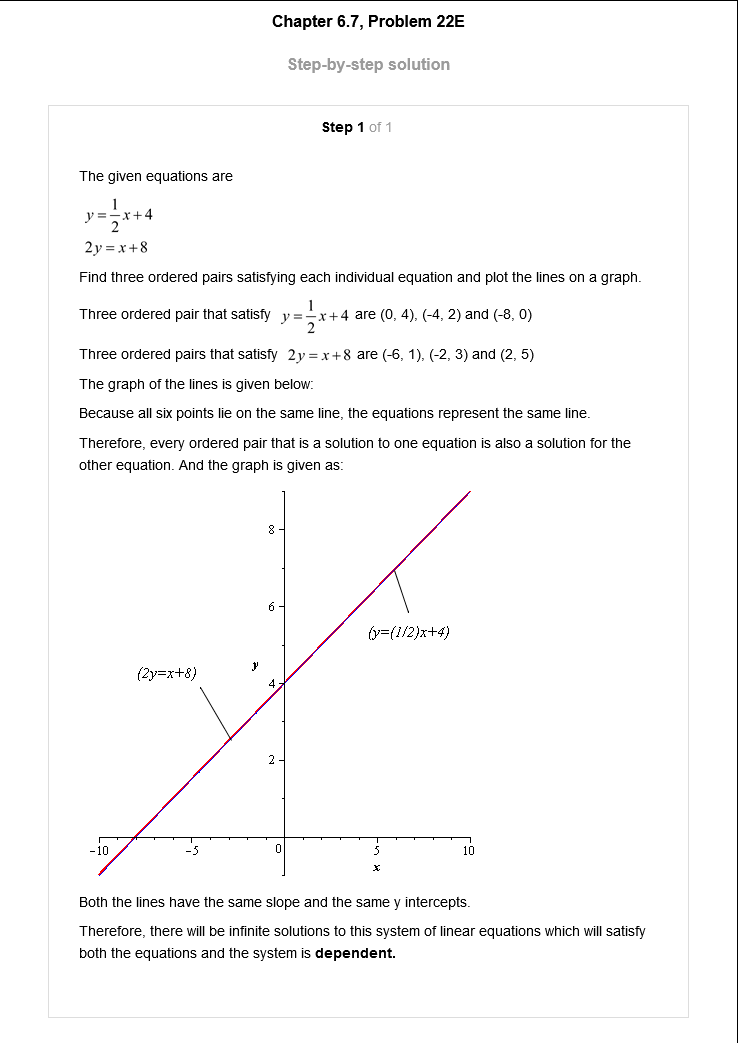 Chapter 6.7, Problem 22E
Step-by-step solution
Step 1 of 1
The given equations are
y = 1/2 x + 4
2y = x + 8
Find three ordered pairs satisfying each individual equation and plot the lines on a graph.
Three ordered pair that satisfy y = 1/2 x + 4 are (0, 4), (-4, 2) and (-8, 0)
Three ordered pairs that satisfy 2y = x + 8 are (-6, 1), (-2, 3) and (2, 5)
The graph of the lines is given below:
Because all six points lie on the same line, the equations represent the same line.
Therefore, every ordered pair that is a solution to one equation is also a solution for the
other equation. And the graph is given as:
8
6
(y=(1/2)x+4)
y
(2y=x+8)
4
2
-10 -5 0 5 10
x
Both the lines have the same slope and the same y intercepts.
Therefore, there will be infinite solutions to this system of linear equations which will satisfy
both the equations and the system is dependent.